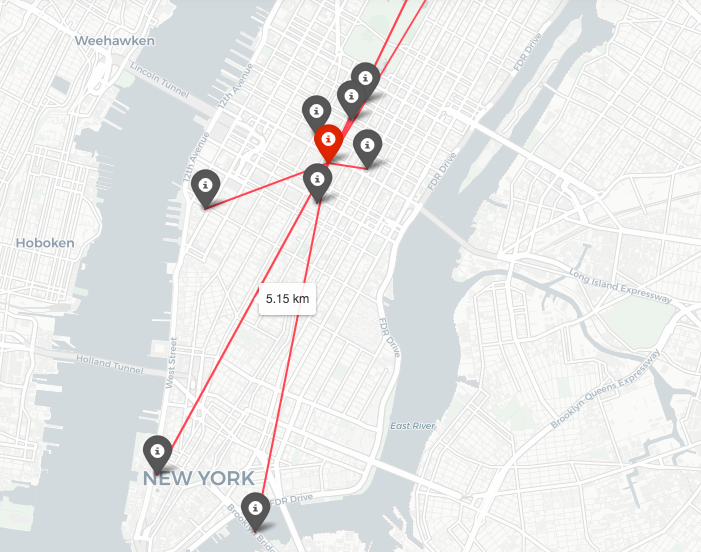 Weehawken
Lincoln Tunnel
12th Avenue
FDR Drive
12th Avenue
FDR Drive
Hoboken
Long Island Expressway
5.15 km
FDR Drive
West Street
Holland Tunnel
Brooklyn Queens Expressway
East River
NEW YORK
FDR Drive
Brooklyn Bridge